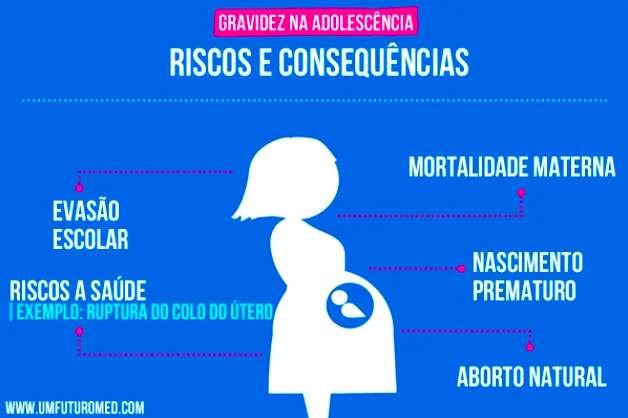 GRAVIDEZ NA ADOLESCÊNCIA
RISCOS E CONSEQUÊNCIAS
EVASÃO
ESCOLAR
RISCOS A SAÚDE
| EXEMPLO: RUPTURA DO COLO DO ÚTERO
MORTALIDADE MATERNA
NASCIMENTO
PREMATURO
ABORTO NATURAL
WWW.UMFUTUROMED.COM